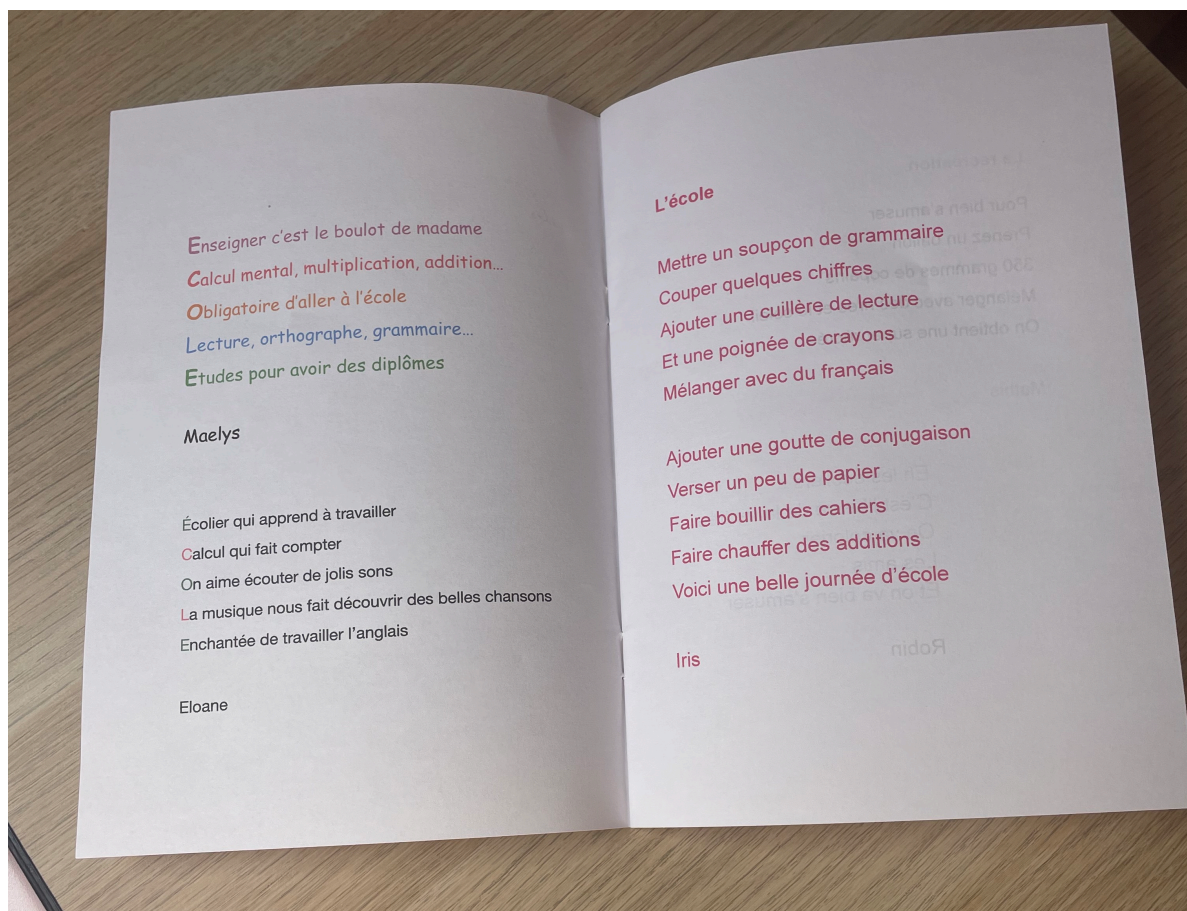 Enseigner c'est le boulot de madame
Calcul mental, multiplication, addition...
Obligatoire d'aller à l'école
Lecture, orthographe, grammaire...
Etudes pour avoir des diplômes
Maelys
Écolier qui apprend à travailler
Calcul qui fait compter
On aime écouter de jolis sons
La musique nous fait découvrir des belles chansons
Enchantée de travailler l'anglais
Eloane
L'école
Mettre un soupçon de grammaire
Couper quelques chiffres
Ajouter une cuillère de lecture
Et une poignée de crayons
Mélanger avec du français
Ajouter une goutte de conjugaison
Verser un peu de papier
Faire bouillir des cahiers
Faire chauffer des additions
Voici une belle journée d'école
Iris